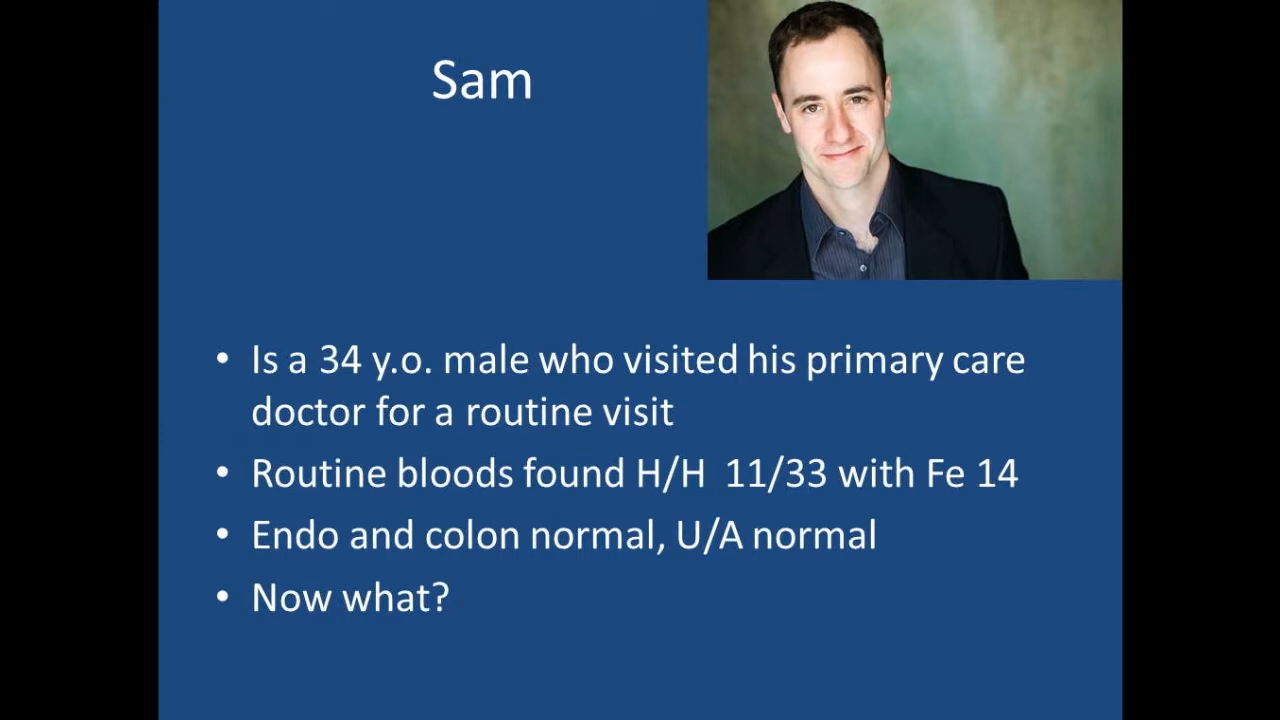 Sam
• Is a 34 y.o. male who visited his primary care
doctor for a routine visit
• Routine bloods found H/H 11/33 with Fe 14
• Endo and colon normal, U/A normal
• Now what?